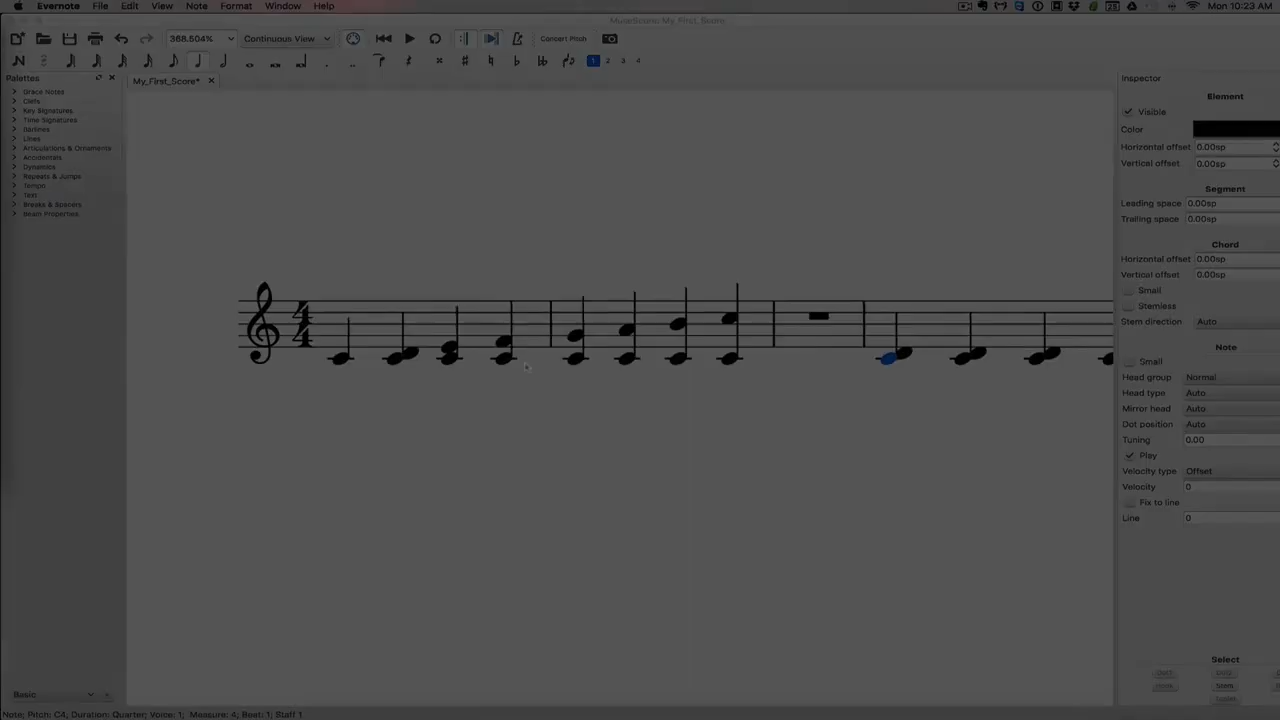 Evernote File Edit View Note Format Window Help
Mon 10:23 AM
MuseScore: My_First_Score
368.504% Continuous View Concert Pitch
1 2 3 4
Palettes
My_First_Score*
Grace Notes
Clefs
Key Signatures
Time Signatures
Barlines
Lines
Articulations & Ornaments
Accidentals
Dynamics
Repeats & Jumps
Tempo
Text
Breaks & Spacers
Beam Properties
Basic
Inspector
Element
Visible
Color
Horizontal offset 0.00sp
Vertical offset 0.00sp
Segment
Leading space 0.00sp
Trailing space 0.00sp
Chord
Horizontal offset 0.00sp
Vertical offset 0.00sp
Small
Stemless
Stem direction Auto
Note
Small
Head group Normal
Head type Auto
Mirror head Auto
Dot position Auto
Tuning 0.00
Play
Velocity type Offset
Velocity 0
Fix to line
Line 0
Select
Stem
Note; Pitch: C4; Duration: Quarter; Voice: 1; Measure: 4; Beat: 1; Staff 1